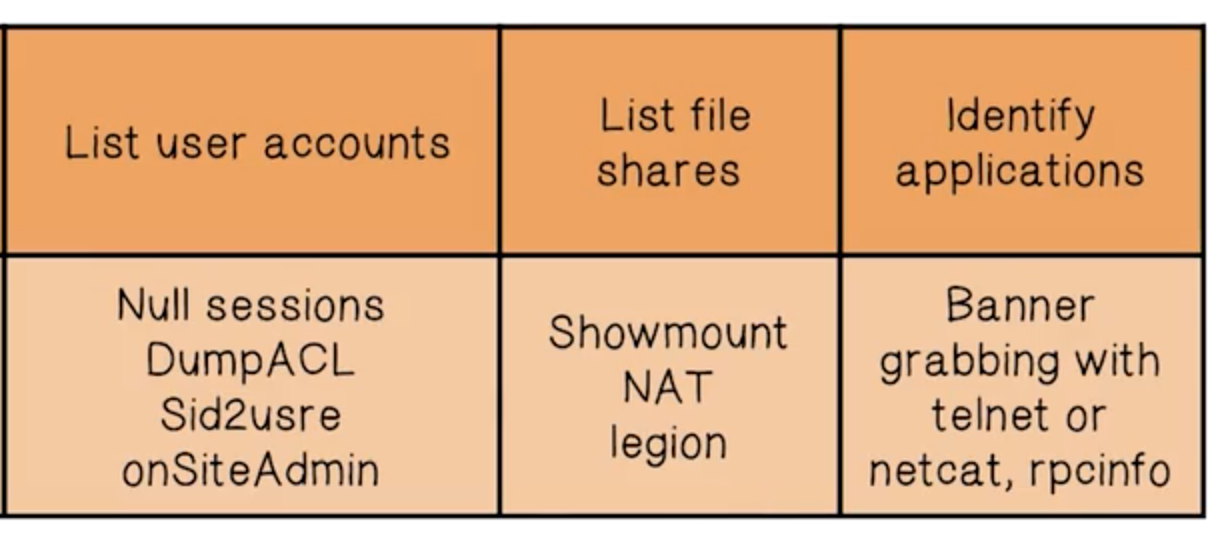 List user accounts
List file
shares
Identify
applications
Null sessions
DumpACL
Sid2usre
onSiteAdmin
Showmount
NAT
legion
Banner
grabbing with
telnet or
netcat, rpcinfo